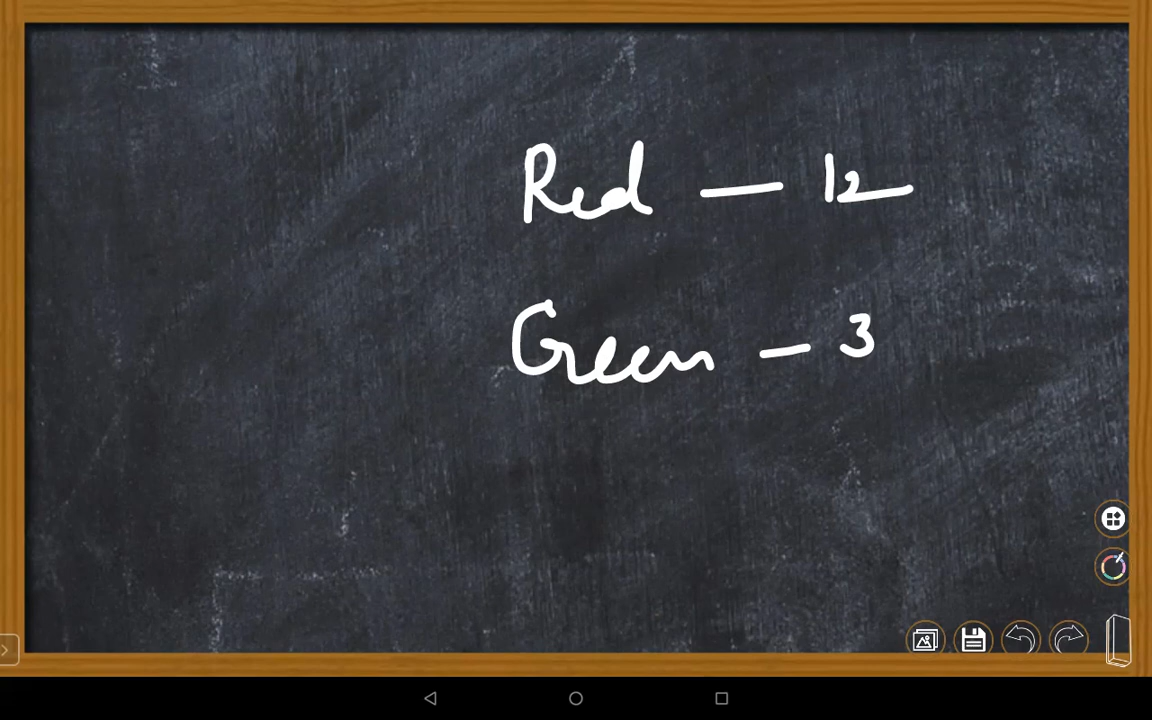 Red — 12
Green – 3